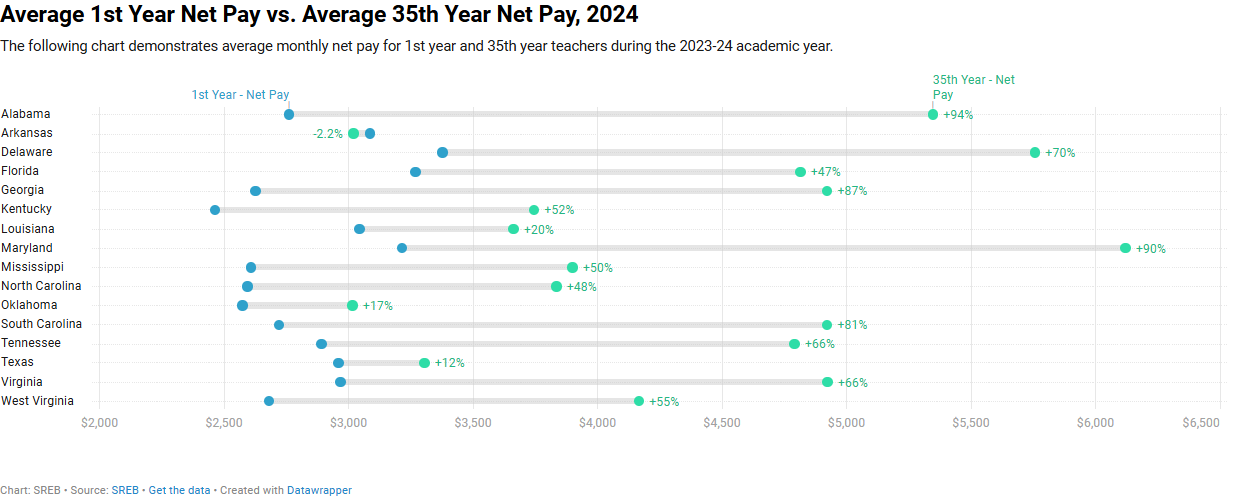 Average 1st Year Net Pay vs. Average 35th Year Net Pay, 2024
The following chart demonstrates average monthly net pay for 1st year and 35th year teachers during the 2023-24 academic year.
35th Year - Net
1st Year - Net Pay
Pay
Alabama +94%
Arkansas -2.2%
Delaware +70%
Florida +47%
Georgia +87%
Kentucky +52%
Louisiana +20%
Maryland +90%
Mississippi +50%
North Carolina +48%
Oklahoma +17%
South Carolina +81%
Tennessee +66%
Texas +12%
Virginia +66%
West Virginia +55%
$2,000 $2,500 $3,000 $3,500 $4,000 $4,500 $5,000 $5,500 $6,000 $6,500
Chart: SREB • Source: SREB • Get the data • Created with Datawrapper